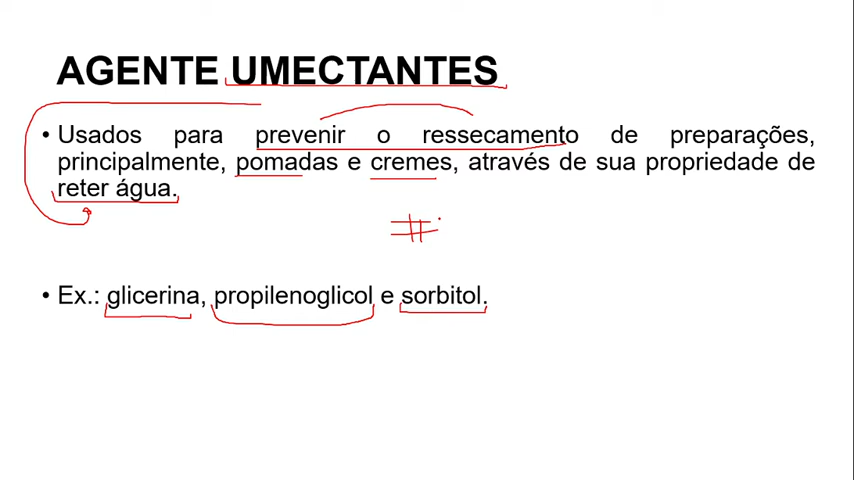 AGENTE UMECTANTES
• Usados para prevenir o ressecamento de preparações,
principalmente, pomadas e cremes, através de sua propriedade de
reter água.
#
• Ex.: glicerina, propilenoglicol e sorbitol.